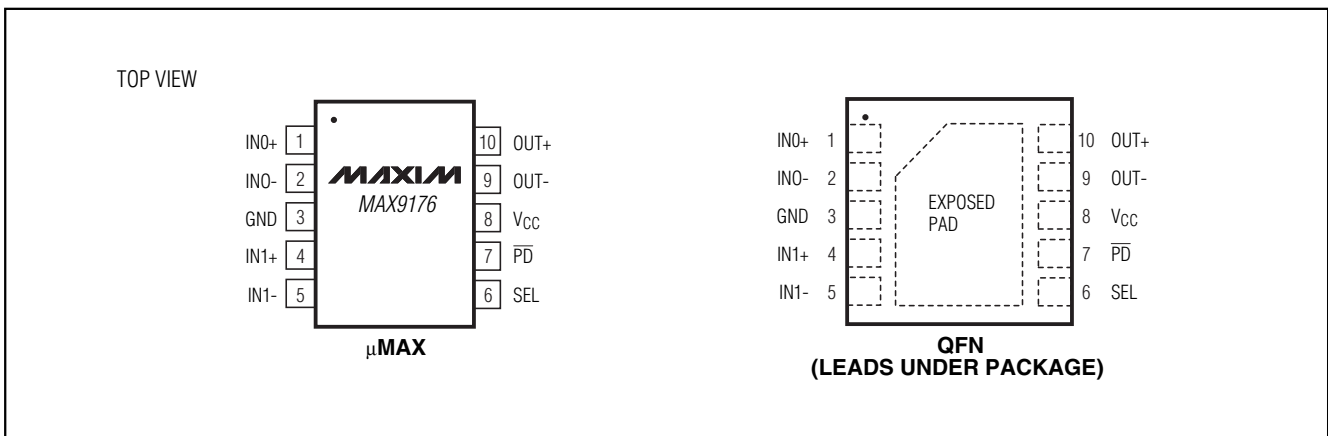 TOP VIEW
IN0+ 1
IN0- 2
GND 3
IN1+ 4
IN1- 5
MAXIM
MAX9176
10 OUT+
9 OUT-
8 VCC
7 P̅D̅
6 SEL
µMAX
IN0+ 1
IN0- 2
GND 3
IN1+ 4
IN1- 5
EXPOSED
PAD
10 OUT+
9 OUT-
8 VCC
7 P̅D̅
6 SEL
QFN
(LEADS UNDER PACKAGE)